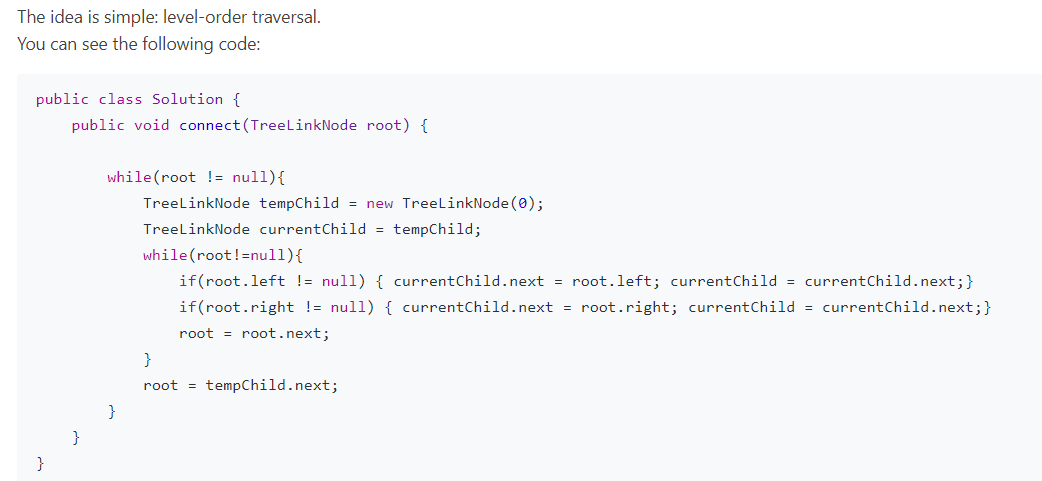 The idea is simple: level-order traversal.
You can see the following code:
public class Solution {
    public void connect(TreeLinkNode root) {
        while(root != null){
            TreeLinkNode tempChild = new TreeLinkNode(0);
            TreeLinkNode currentChild = tempChild;
            while(root!=null){
                if(root.left != null) { currentChild.next = root.left; currentChild = currentChild.next;}
                if(root.right != null) { currentChild.next = root.right; currentChild = currentChild.next;}
                root = root.next;
            }
            root = tempChild.next;
        }
    }
}